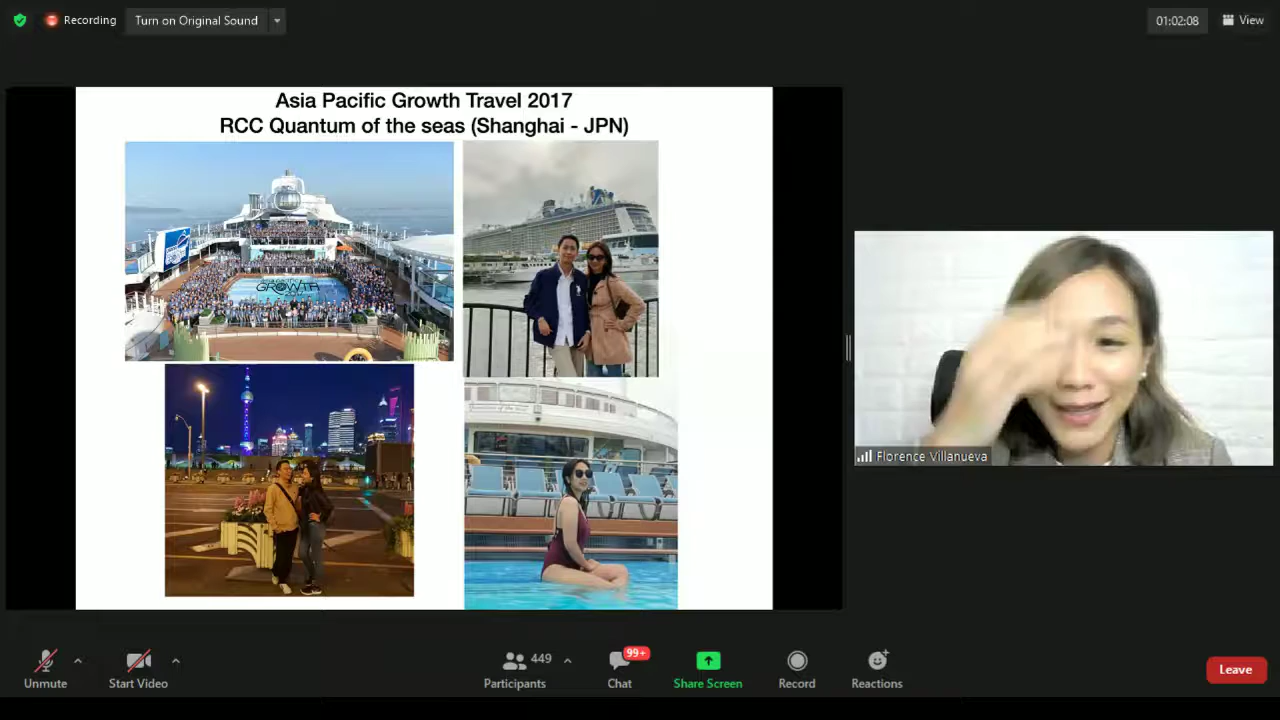 Recording
Turn on Original Sound
01:02:08
View
Asia Pacific Growth Travel 2017
RCC Quantum of the seas (Shanghai - JPN)
GROWTH
Florence Villanueva
Unmute
Start Video
449
Participants
99+
Chat
Share Screen
Record
Reactions
Leave